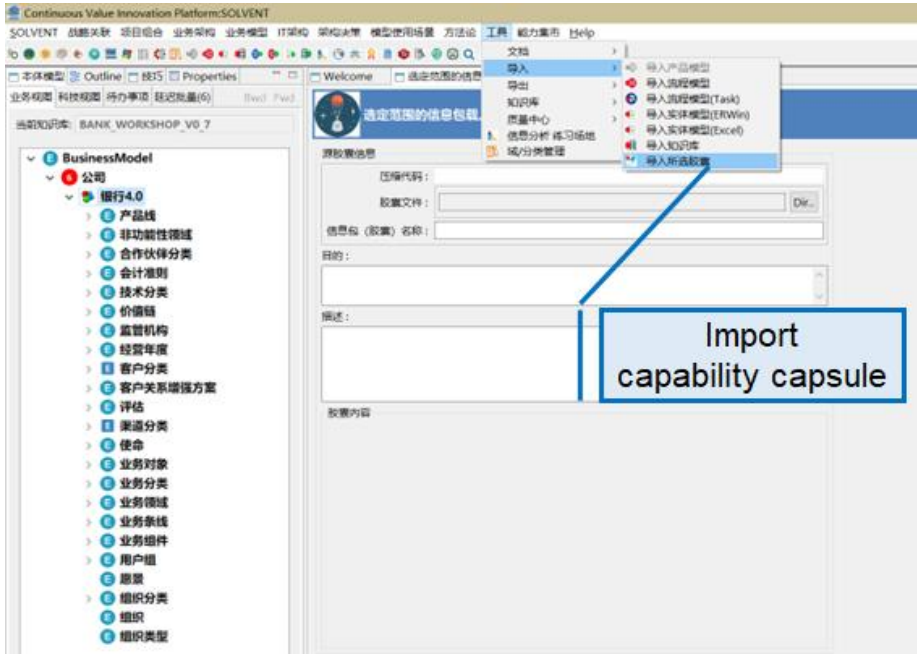 Continuous Value Innovation Platform:SOLVENT
SOLVENT 战略关联 项目组合 业务架构 业务模型 IT架构 架构决策 模型使用场景 方法论 工具 能力集市 Help
本体模型 Outline 技巧 Properties
Welcome 选定范围的信息
业务视图 科技视图 待办事项 延迟批量(6) Bwd Fwd
当前知识库: BANK_WORKSHOP_V0_7
BusinessModel
公司
银行4.0
产品线
非功能性领域
合作伙伴分类
会计准则
技术分类
价值链
监管机构
经营年度
客户分类
客户关系增强方案
评估
渠道分类
使命
业务对象
业务分类
业务领域
业务条线
业务组件
用户组
愿景
组织分类
组织
组织类型
文档
导入
导出
知识库
质量中心
信息分析 练习场地
域/分类管理
导入产品模型
导入流程模型
导入流程模型(Task)
导入实体模型(ERWin)
导入实体模型(Excel)
导入知识库
导入所选胶囊
选定范围的信息包载
源胶囊信息
压缩代码:
胶囊文件:
Dir..
信息包（胶囊）名称:
目的:
描述:
胶囊内容
Import
capability capsule